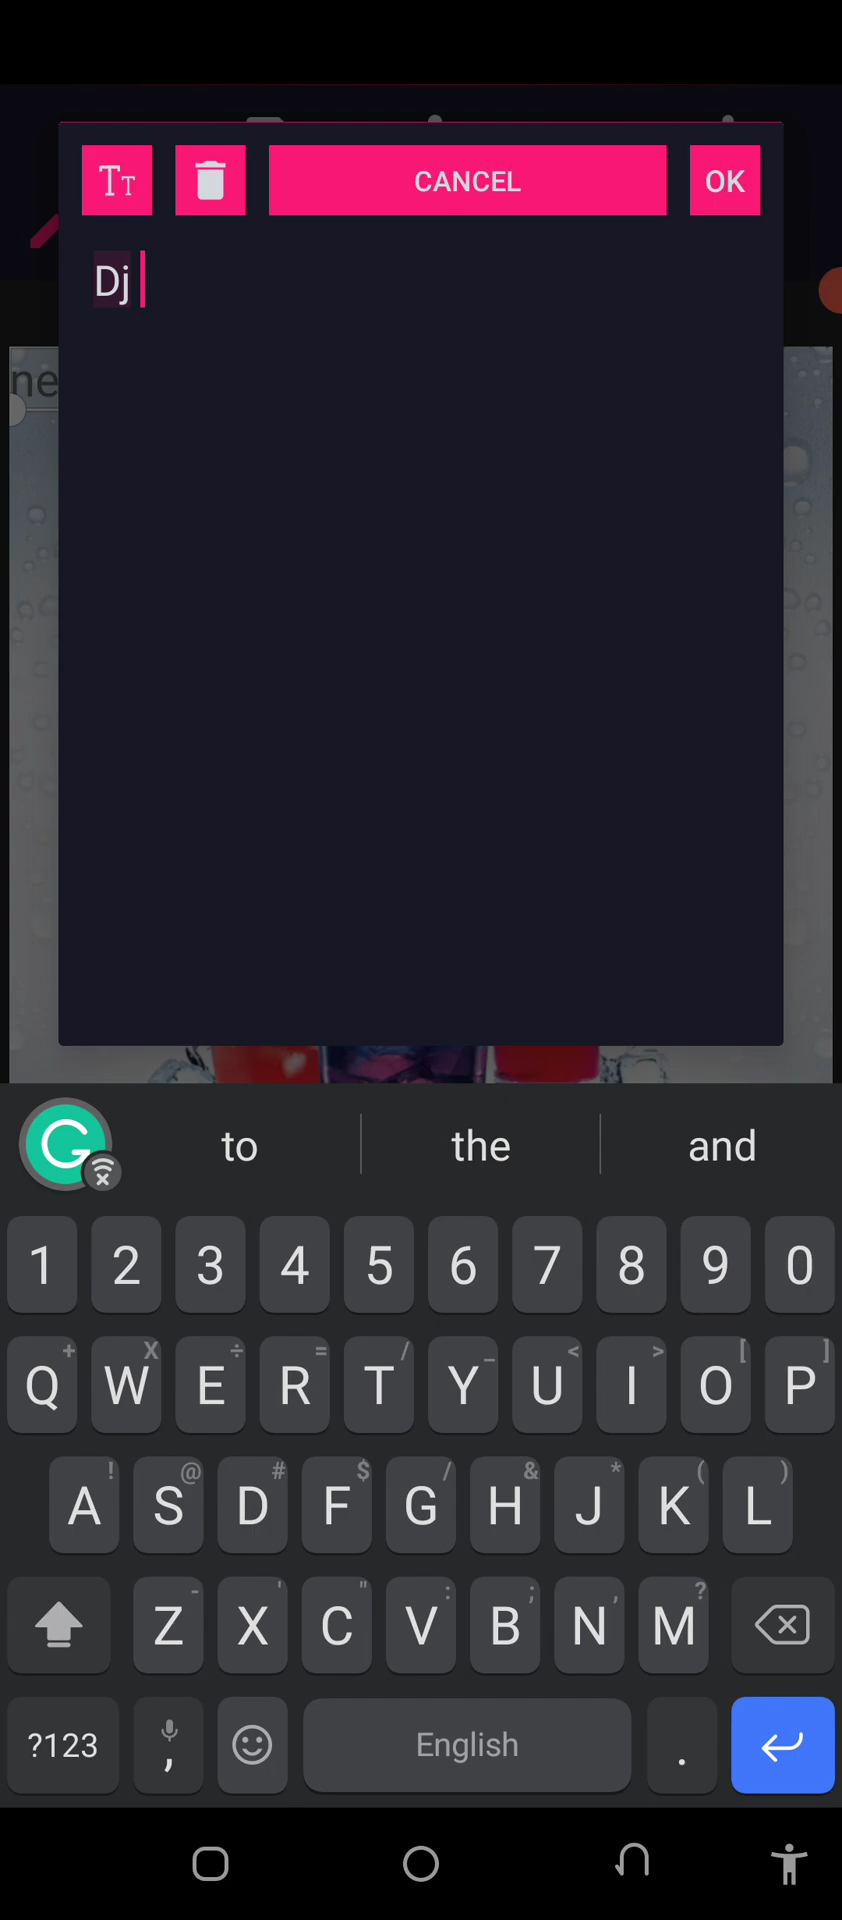 TT
CANCEL
OK
Dj
ne
to the and
1 2 3 4 5 6 7 8 9 0
+ X ÷ = / _ < > [ ]
Q W E R T Y U I O P
! @ # $ / & * ( )
A S D F G H J K L
- ' " : ; , ?
Z X C V B N M
?123 , English .